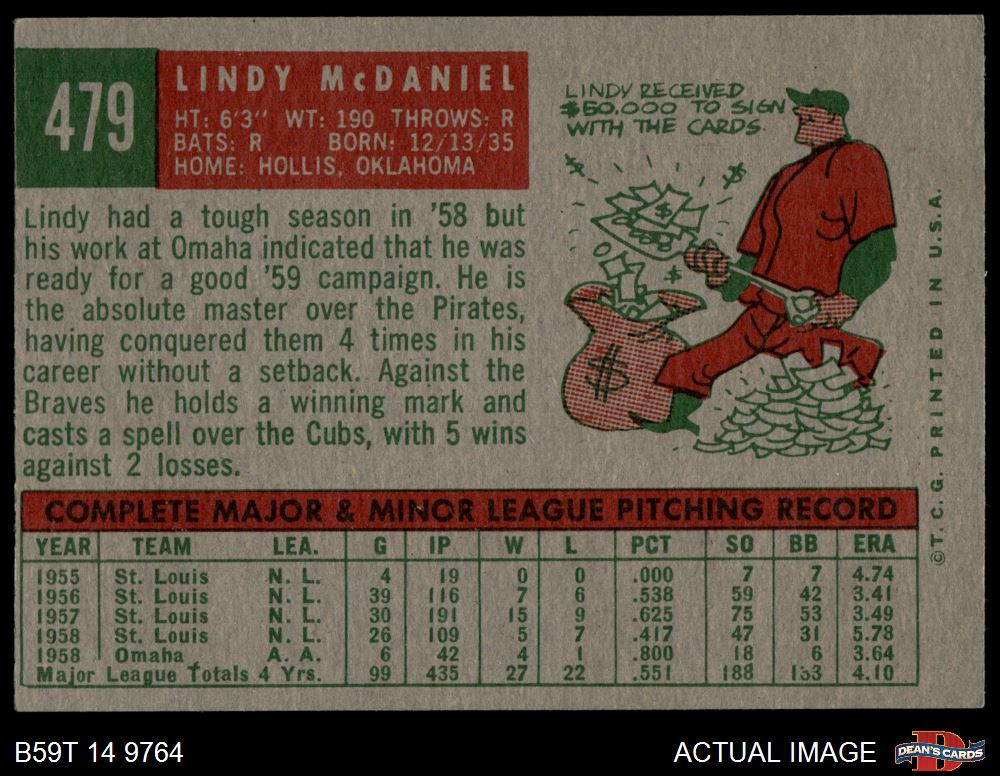 479
LINDY McDANIEL
HT: 6'3" WT: 190 THROWS: R
BATS: R BORN: 12/13/35
HOME: HOLLIS, OKLAHOMA
LINDY RECEIVED
$50,000 TO SIGN
WITH THE CARDS.
Lindy had a tough season in '58 but
his work at Omaha indicated that he was
ready for a good '59 campaign. He is
the absolute master over the Pirates,
having conquered them 4 times in his
career without a setback. Against the
Braves he holds a winning mark and
casts a spell over the Cubs, with 5 wins
against 2 losses.
$ $ $ $ $
©T.C.G. PRINTED IN U.S.A.
COMPLETE MAJOR & MINOR LEAGUE PITCHING RECORD
YEAR TEAM LEA. G IP W L PCT SO BB ERA
1955 St. Louis N. L. 4 19 0 0 .000 7 7 4.74
1956 St. Louis N. L. 39 116 7 6 .538 59 42 3.41
1957 St. Louis N. L. 30 191 15 9 .625 75 53 3.49
1958 St. Louis N. L. 26 109 5 7 .417 47 31 5.78
1958 Omaha A. A. 6 42 4 1 .800 18 6 3.64
Major League Totals 4 Yrs. 99 435 27 22 .551 188 133 4.10
B59T 14 9764
ACTUAL IMAGE
D
DEAN'S CARDS